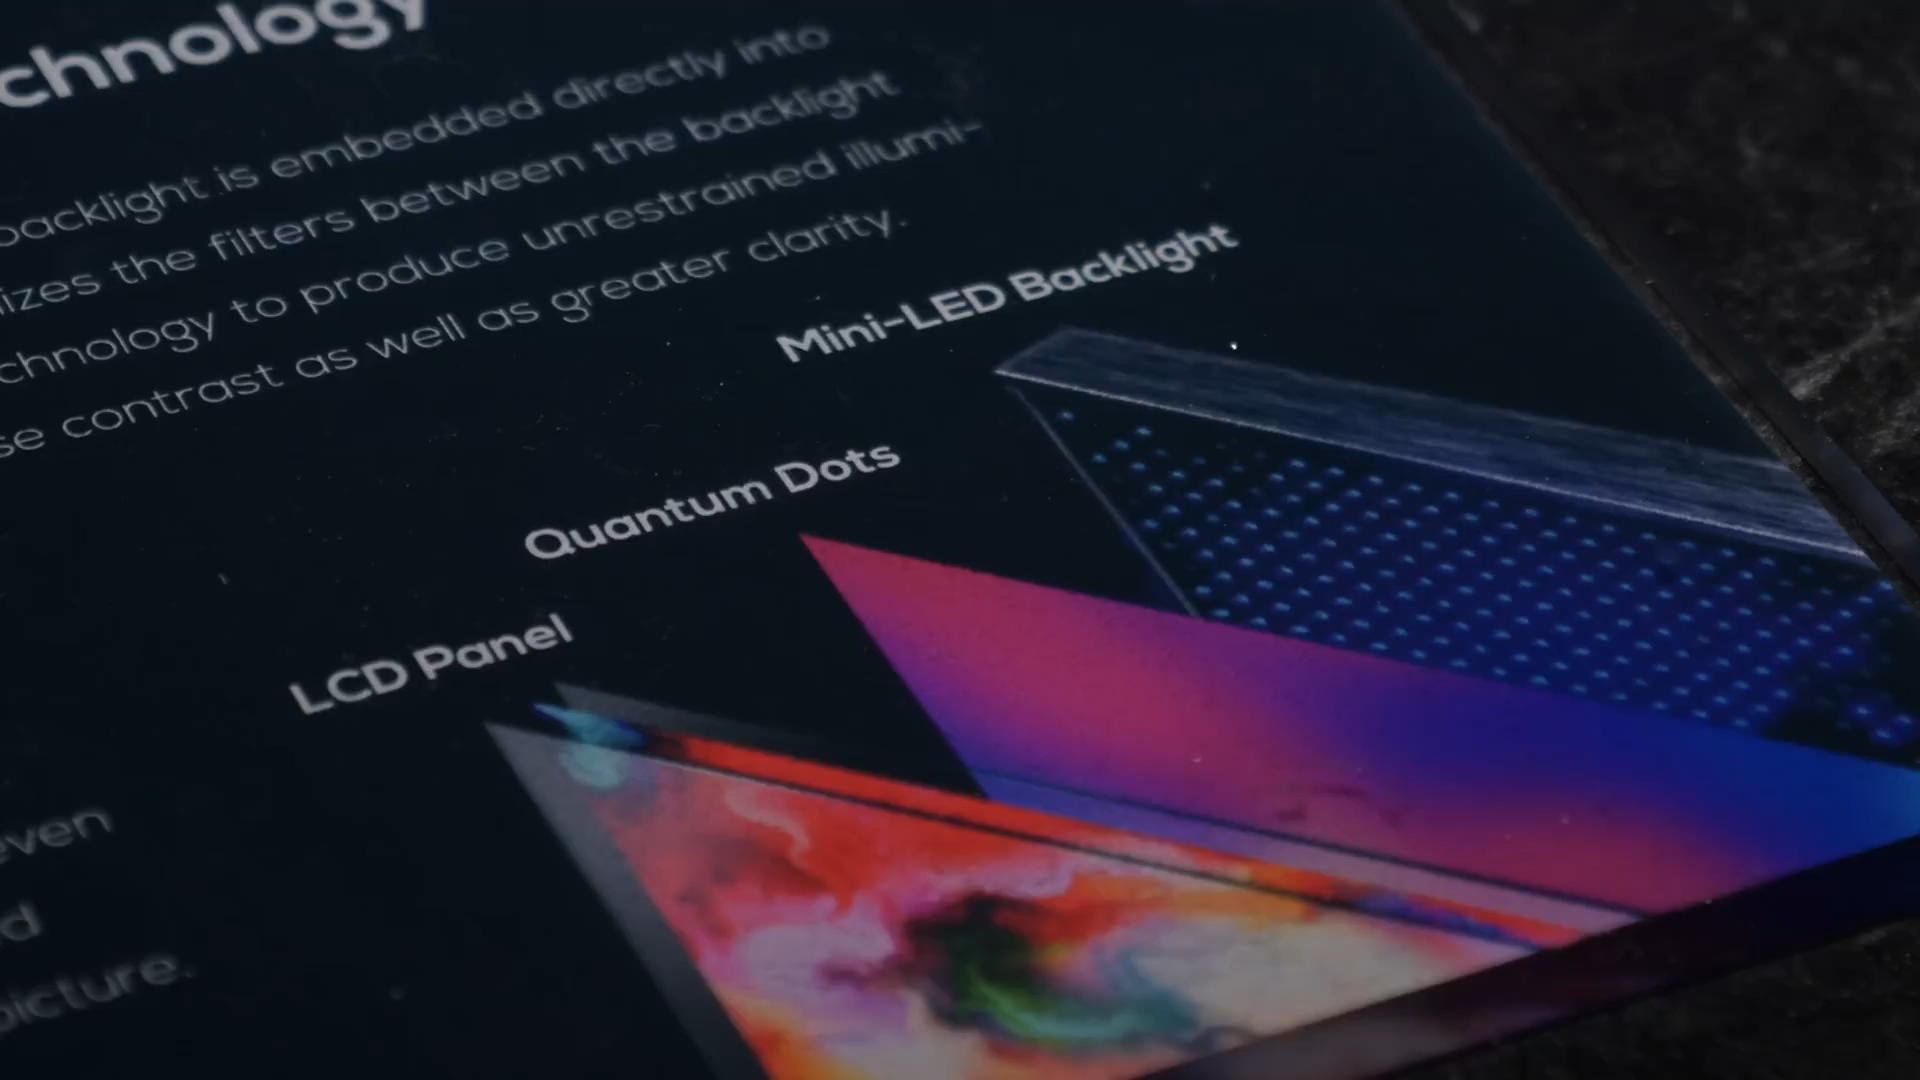 chnology
backlight is embedded directly into
izes the filters between the backlight
chnology to produce unrestrained illumi-
se contrast as well as greater clarity.
Mini-LED Backlight
Quantum Dots
LCD Panel
even
d
picture.